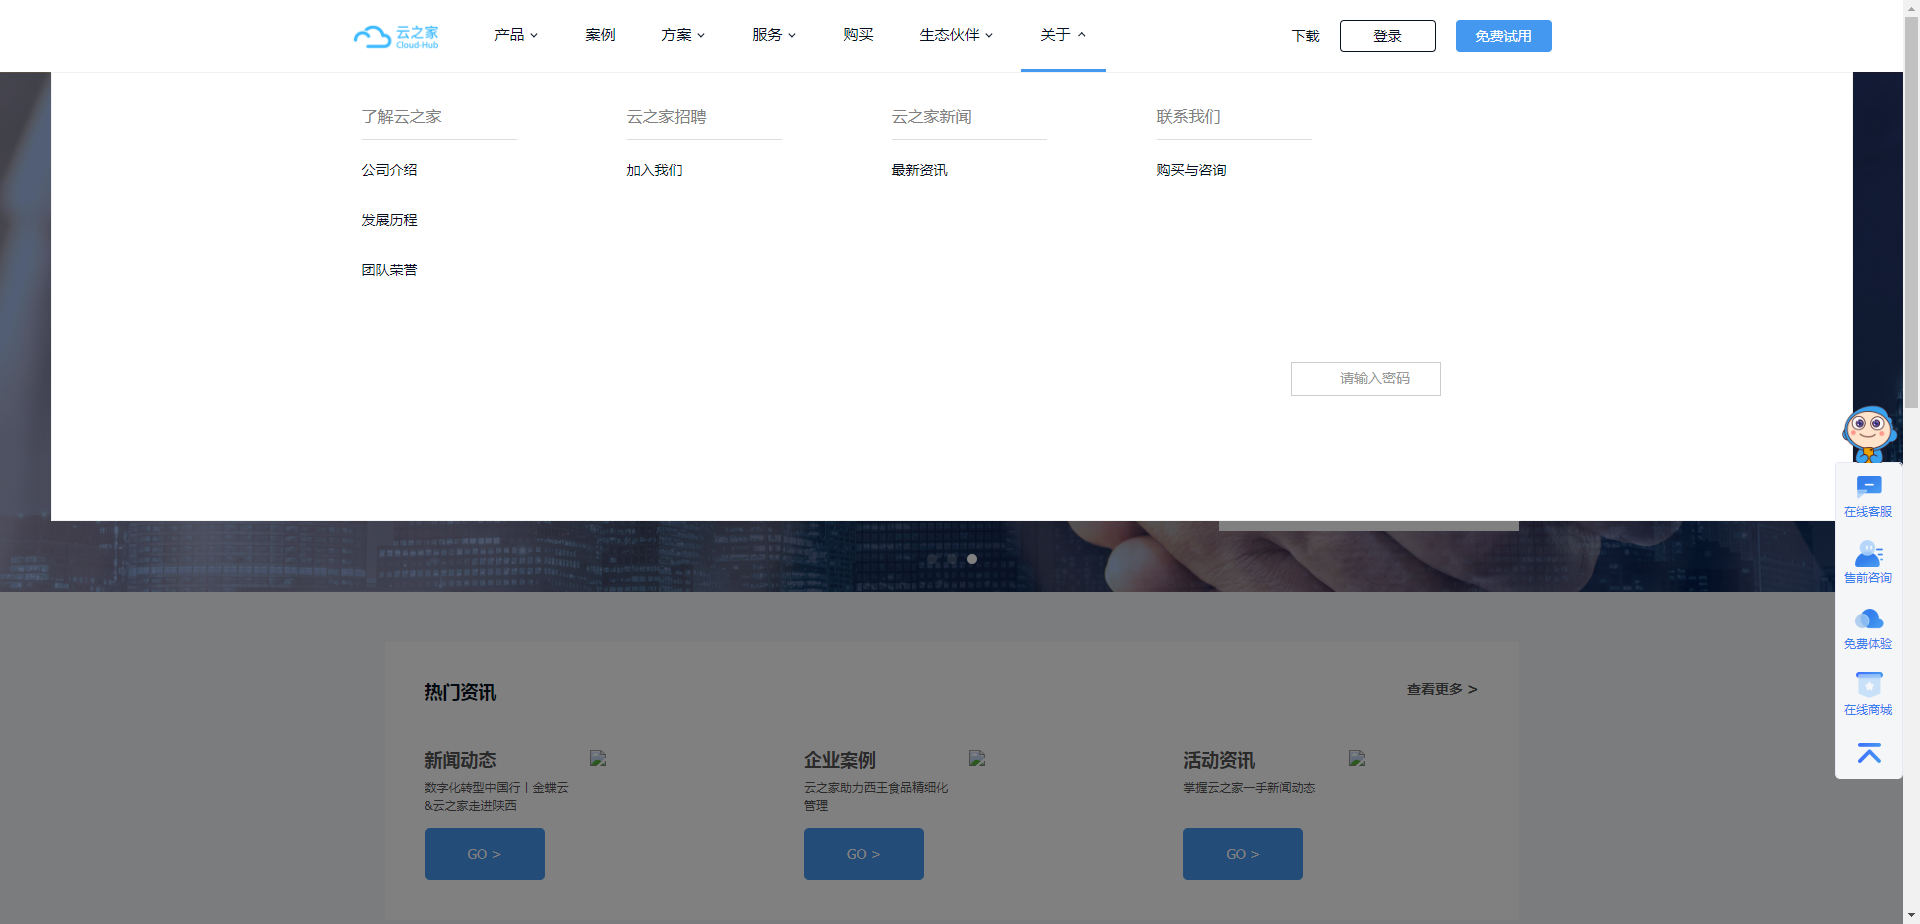 云之家
Cloud-Hub
产品
案例
方案
服务
购买
生态伙伴
关于
下载
登录
免费试用
了解云之家
云之家招聘
云之家新闻
联系我们
公司介绍
加入我们
最新资讯
购买与咨询
发展历程
团队荣誉
请输入密码
在线客服
售前咨询
免费体验
在线商城
热门资讯
查看更多 >
新闻动态
数字化转型中国行丨金蝶云
&云之家走进陕西
GO >
企业案例
云之家助力西王食品精细化
管理
GO >
活动资讯
掌握云之家一手新闻动态
GO >